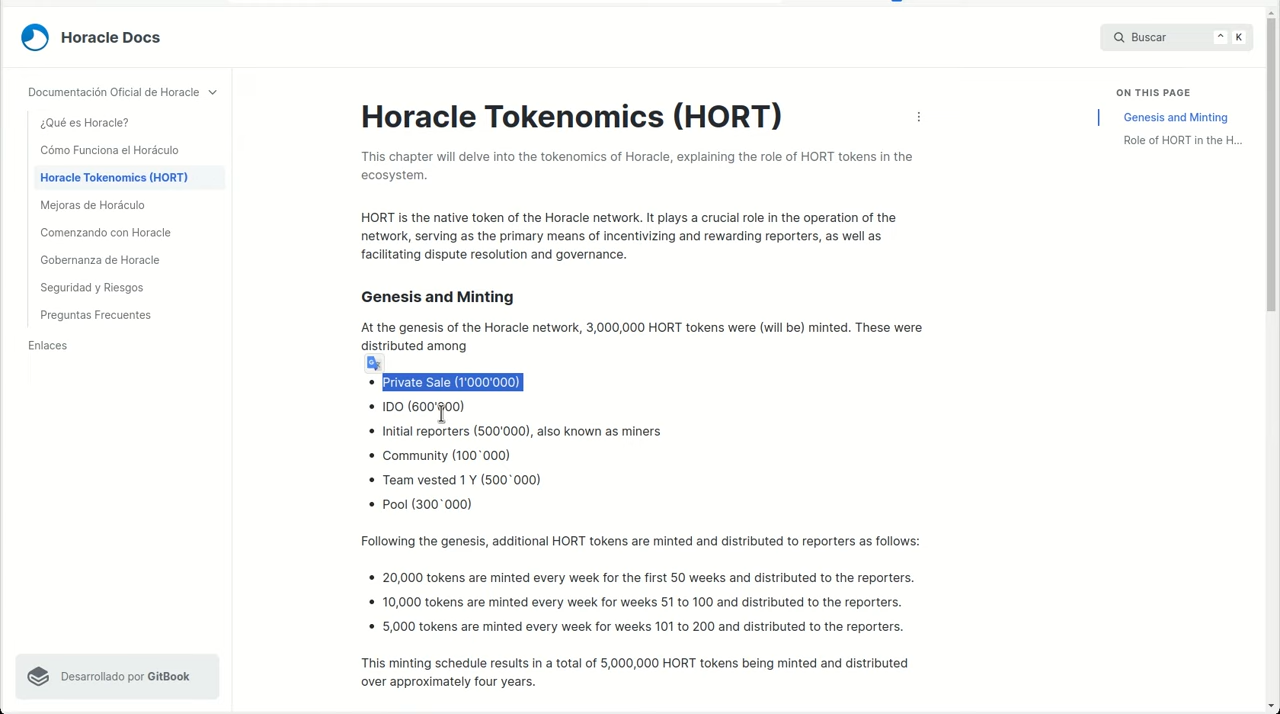 Horacle Docs
Buscar
^ K
Documentación Oficial de Horacle
¿Qué es Horacle?
Cómo Funciona el Horáculo
Horacle Tokenomics (HORT)
Mejoras de Horáculo
Comenzando con Horacle
Gobernanza de Horacle
Seguridad y Riesgos
Preguntas Frecuentes
Enlaces
Desarrollado por GitBook
Horacle Tokenomics (HORT)
This chapter will delve into the tokenomics of Horacle, explaining the role of HORT tokens in the
ecosystem.
HORT is the native token of the Horacle network. It plays a crucial role in the operation of the
network, serving as the primary means of incentivizing and rewarding reporters, as well as
facilitating dispute resolution and governance.
Genesis and Minting
At the genesis of the Horacle network, 3,000,000 HORT tokens were (will be) minted. These were
distributed among
• Private Sale (1'000'000)
• IDO (600'000)
• Initial reporters (500'000), also known as miners
• Community (100`000)
• Team vested 1 Y (500`000)
• Pool (300`000)
Following the genesis, additional HORT tokens are minted and distributed to reporters as follows:
• 20,000 tokens are minted every week for the first 50 weeks and distributed to the reporters.
• 10,000 tokens are minted every week for weeks 51 to 100 and distributed to the reporters.
• 5,000 tokens are minted every week for weeks 101 to 200 and distributed to the reporters.
This minting schedule results in a total of 5,000,000 HORT tokens being minted and distributed
over approximately four years.
ON THIS PAGE
Genesis and Minting
Role of HORT in the H...